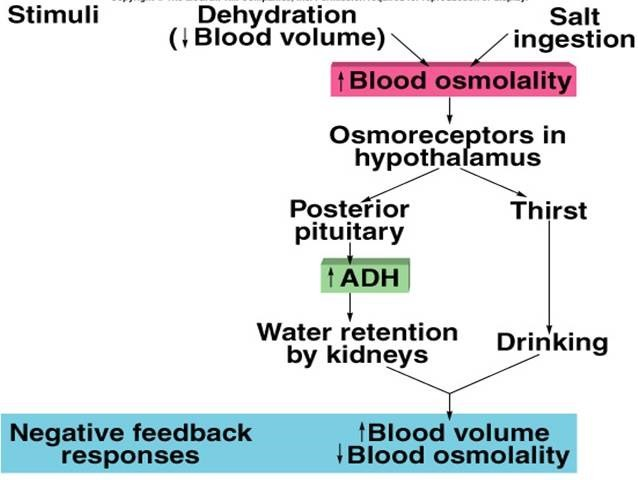 Stimuli
Dehydration
(↓Blood volume)
Salt
ingestion
↑Blood osmolality
Osmoreceptors in
hypothalamus
Posterior
pituitary
Thirst
↑ADH
Water retention
by kidneys
Drinking
Negative feedback
responses
↑Blood volume
↓Blood osmolality